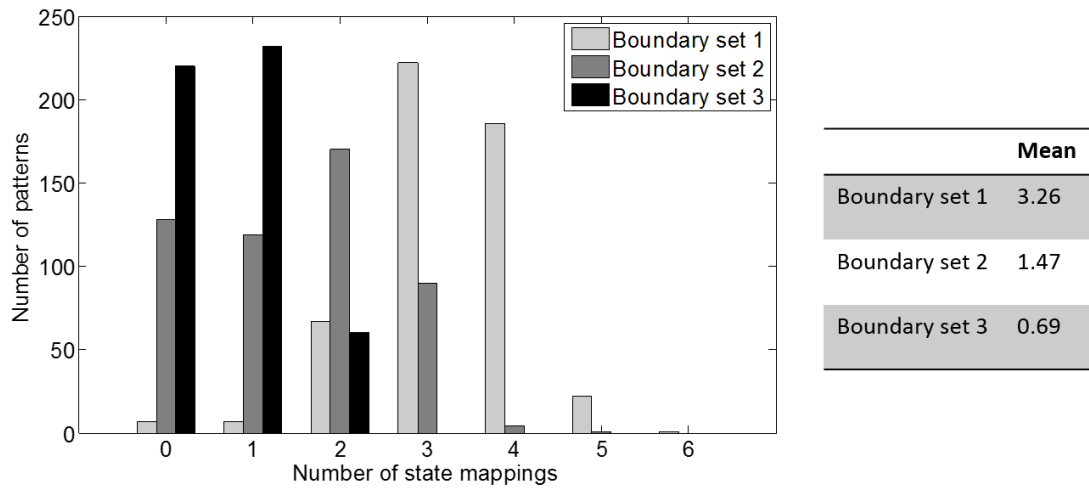 250
200
150
100
50
0
Number of patterns
Boundary set 1
Boundary set 2
Boundary set 3
0 1 2 3 4 5 6
Number of state mappings
Mean
Boundary set 1 3.26
Boundary set 2 1.47
Boundary set 3 0.69